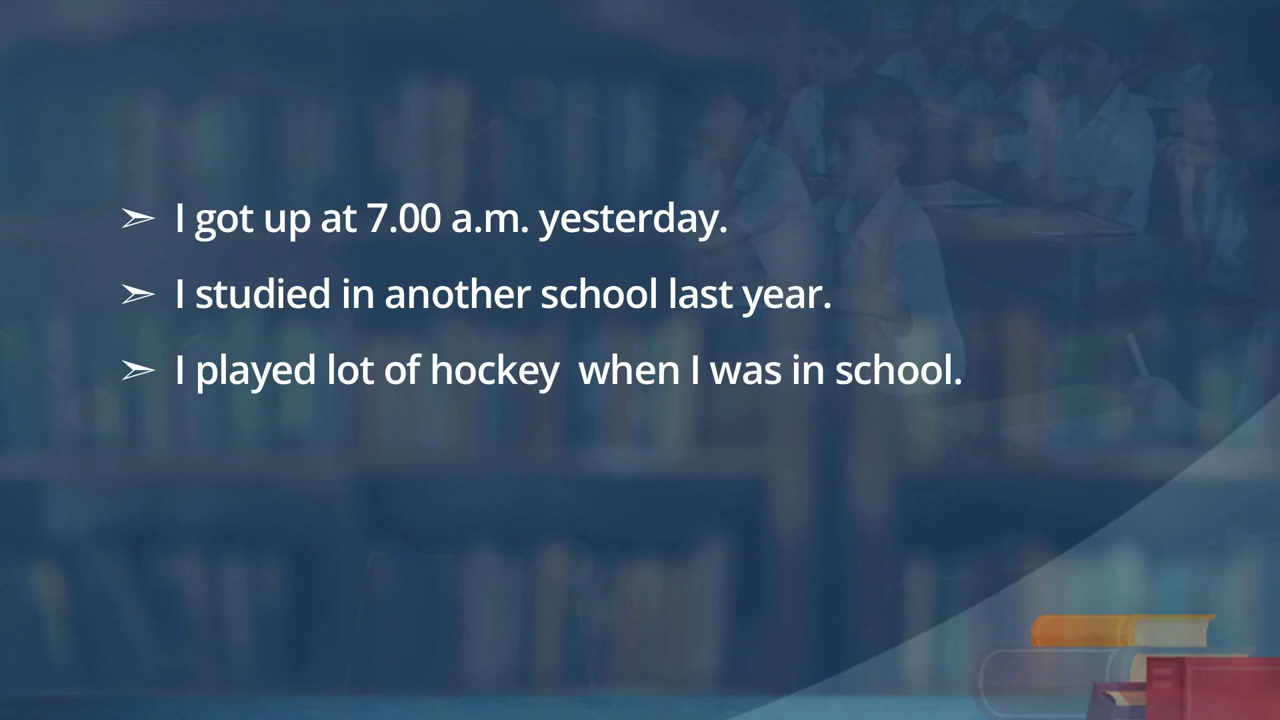 ➣ I got up at 7.00 a.m. yesterday.
➣ I studied in another school last year.
➣ I played lot of hockey  when I was in school.